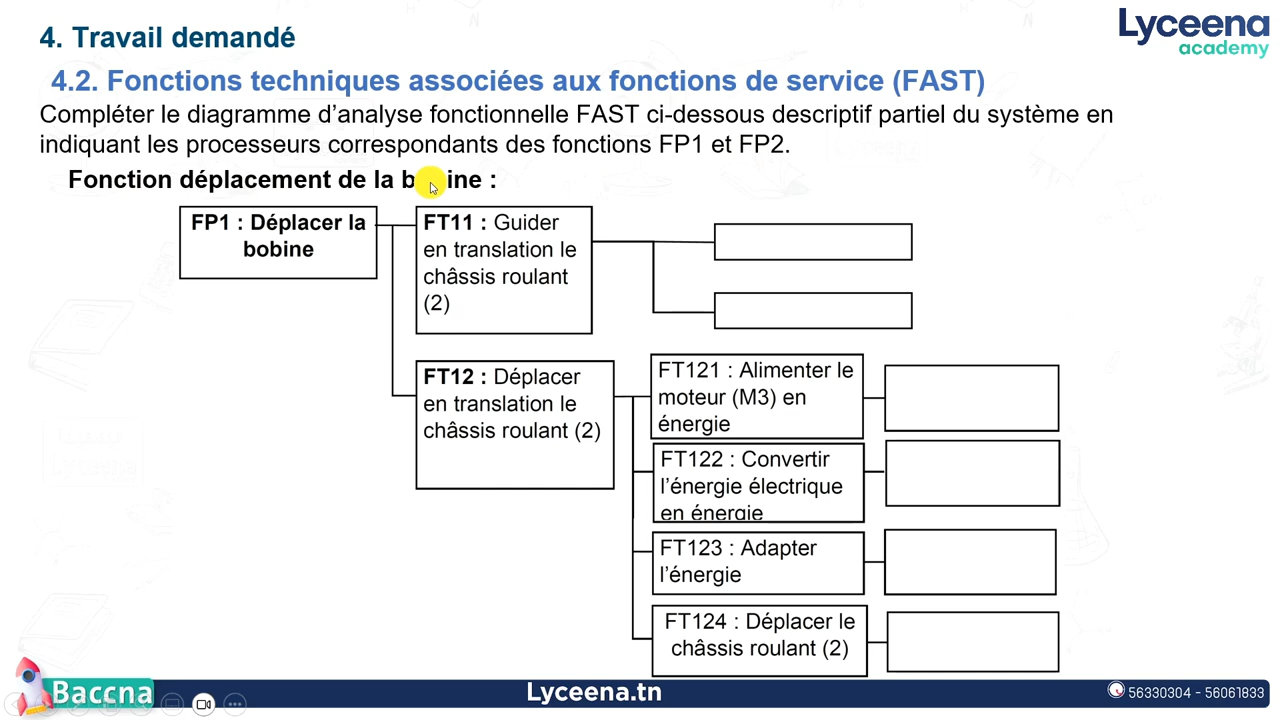 Lyceena
academy
4. Travail demandé
4.2. Fonctions techniques associées aux fonctions de service (FAST)
Compléter le diagramme d'analyse fonctionnelle FAST ci-dessous descriptif partiel du système en
indiquant les processeurs correspondants des fonctions FP1 et FP2.
Fonction déplacement de la bobine :
FP1 : Déplacer la
bobine
FT11 : Guider
en translation le
châssis roulant
(2)
FT12 : Déplacer
en translation le
châssis roulant (2)
FT121 : Alimenter le
moteur (M3) en
énergie
FT122 : Convertir
l'énergie électrique
en énergie
FT123 : Adapter
l'énergie
FT124 : Déplacer le
châssis roulant (2)
Baccna
Lyceena.tn
56330304 - 56061833